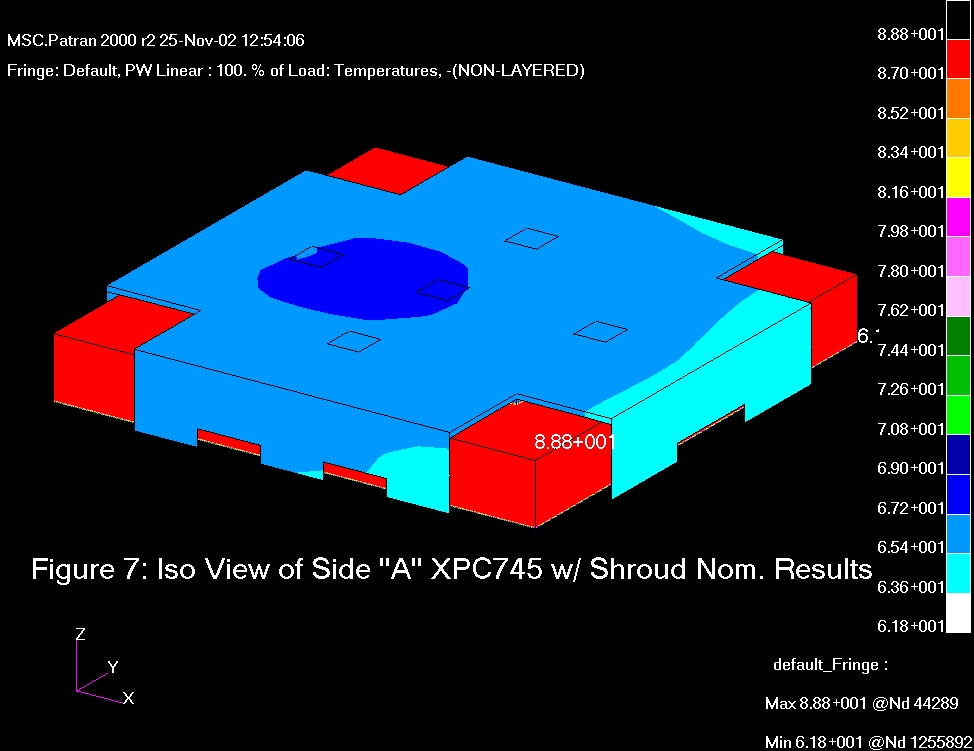 MSC.Patran 2000 r2 25-Nov-02 12:54:06
Fringe: Default, PW Linear : 100. % of Load: Temperatures, -(NON-LAYERED)
8.88+001
8.70+001
8.52+001
8.34+001
8.16+001
7.98+001
7.80+001
7.62+001
7.44+001
7.26+001
7.08+001
6.90+001
6.72+001
6.54+001
6.36+001
6.18+001
8.88+001
Figure 7: Iso View of Side "A" XPC745 w/ Shroud Nom. Results
Z
Y
X
default_Fringe :
Max 8.88+001 @Nd 44289
Min 6.18+001 @Nd 1255892